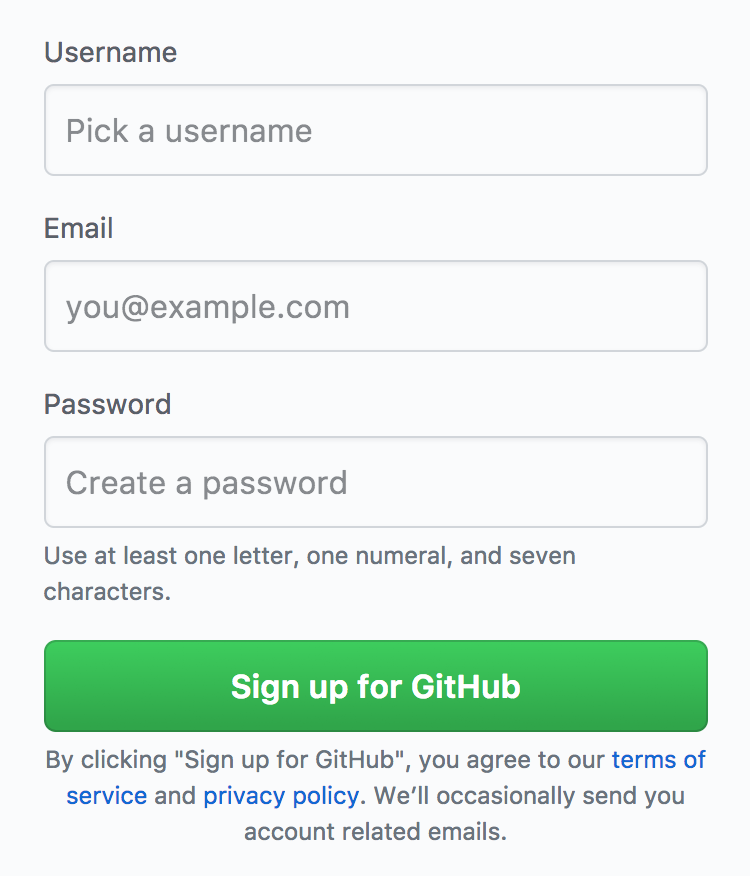 Username
Pick a username
Email
you@example.com
Password
Create a password
Use at least one letter, one numeral, and seven
characters.
Sign up for GitHub
By clicking "Sign up for GitHub", you agree to our terms of
service and privacy policy. We’ll occasionally send you
account related emails.